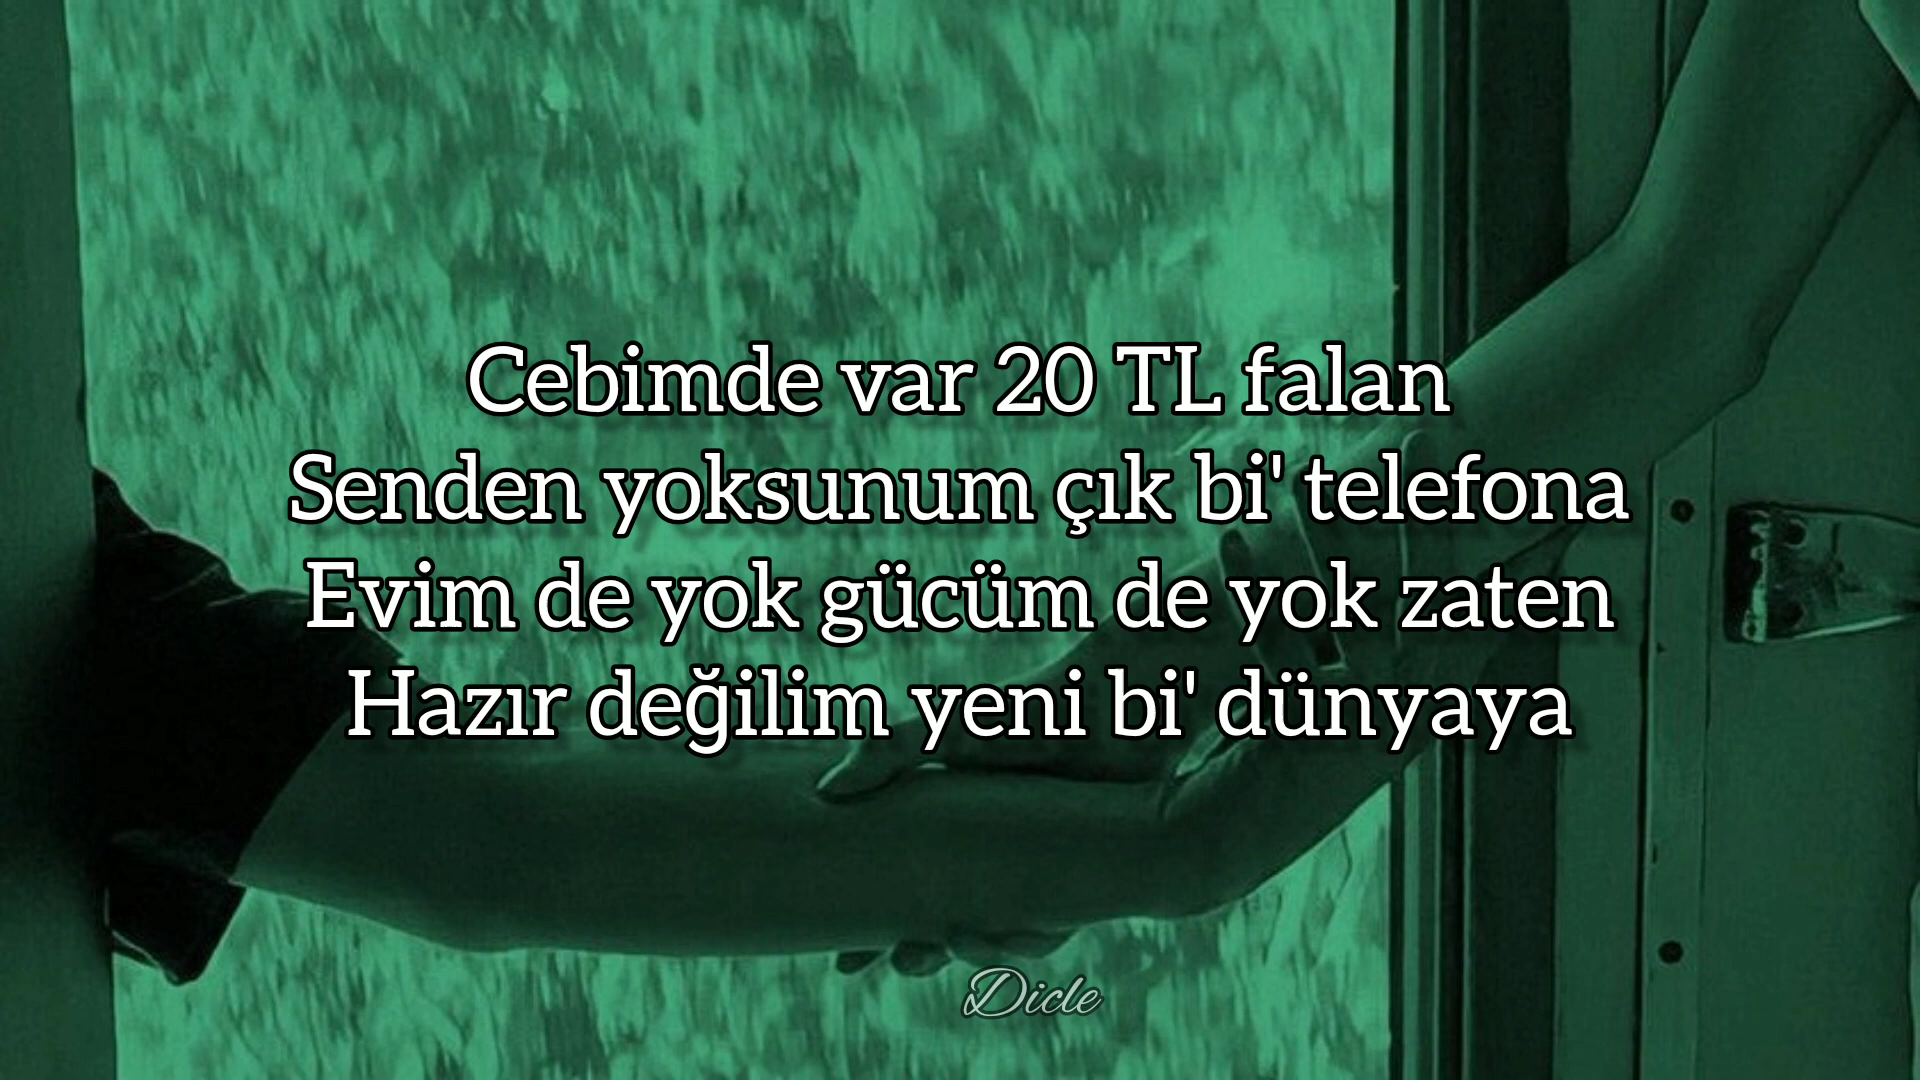 Cebimde var 20 TL falan
Senden yoksunum çık bi' telefona
Evim de yok gücüm de yok zaten
Hazır değilim yeni bi' dünyaya
Dicle